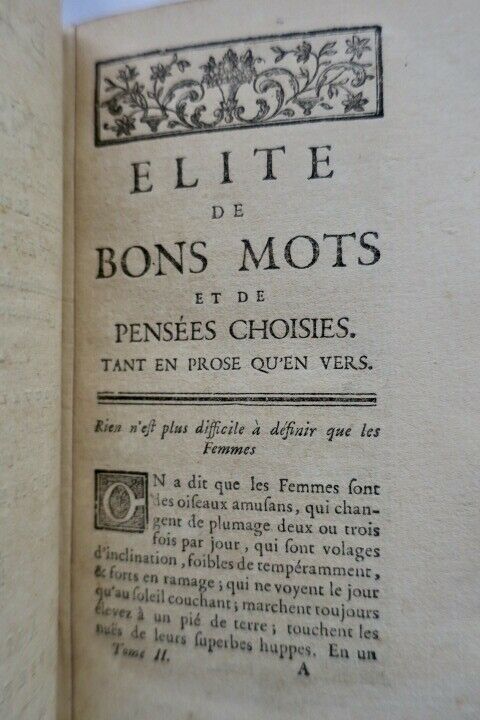 ELITE
DE
BONS MOTS
ET DE
PENSÉES CHOISIES.
TANT EN PROSE QU'EN VERS.
Rien n'eſt plus difficile à définir que les
Femmes
ON a dit que les Femmes ſont
des oiſeaux amuſans, qui chan-
gent de plumage deux ou trois
fois par jour, qui sont volages
d'inclination, foibles de tempéramment,
& forts en ramage; qui ne voyent le jour
qu'au ſoleil couchant; marchent toujours
élevez à un pié de terre; touchent les
nuës de leurs ſuperbes huppes. En un
Tome II. A